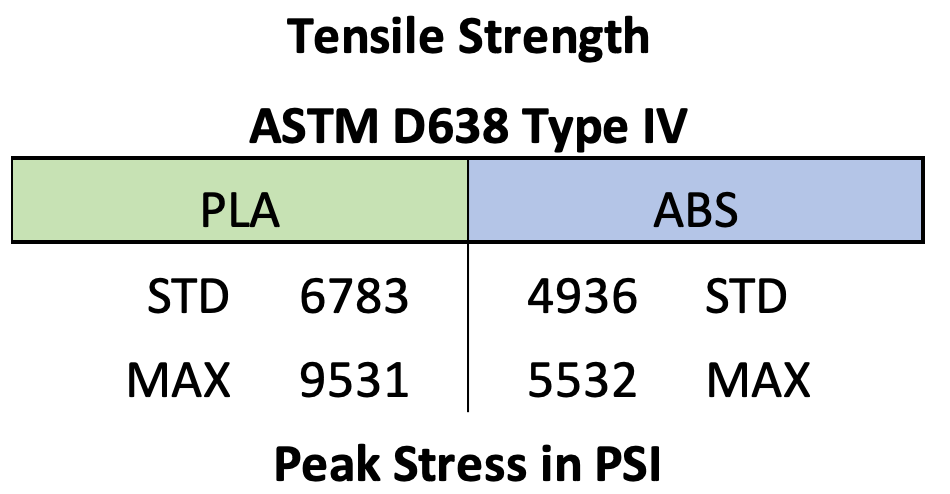 Tensile Strength
ASTM D638 Type IV
PLA ABS
STD 6783 4936 STD
MAX 9531 5532 MAX
Peak Stress in PSI